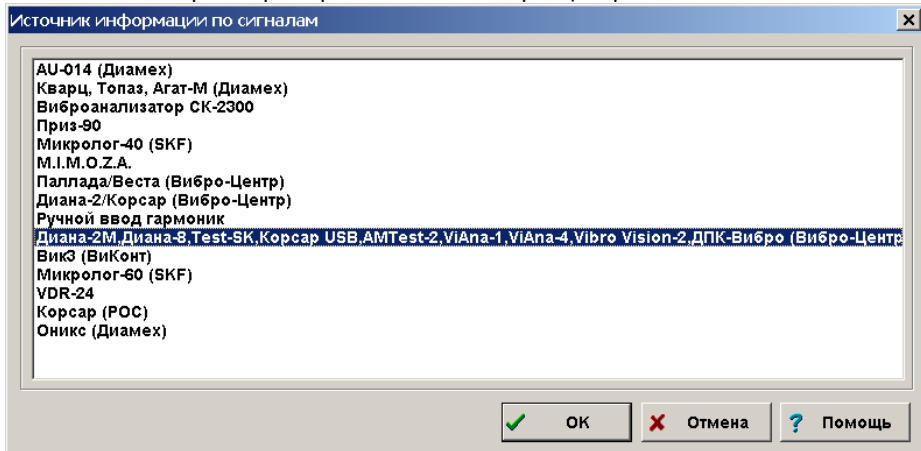 Источник информации по сигналам
AU-014 (Диамех)
Кварц, Топаз, Агат-М (Диамех)
Виброанализатор СК-2300
Приз-90
Микролог-40 (SKF)
M.I.M.O.Z.A.
Паллада/Веста (Вибро-Центр)
Диана-2/Корсар (Вибро-Центр)
Ручной ввод гармоник
Диана-2М,Диана-8,Test-SK,Корсар USB,AMTest-2,ViAna-1,ViAna-4,Vibro Vision-2,ДПК-Вибро (Вибро-Центр
Вик3 (ВиКонт)
Микролог-60 (SKF)
VDR-24
Корсар (РОС)
Оникс (Диамех)
ОК
Отмена
? Помощь